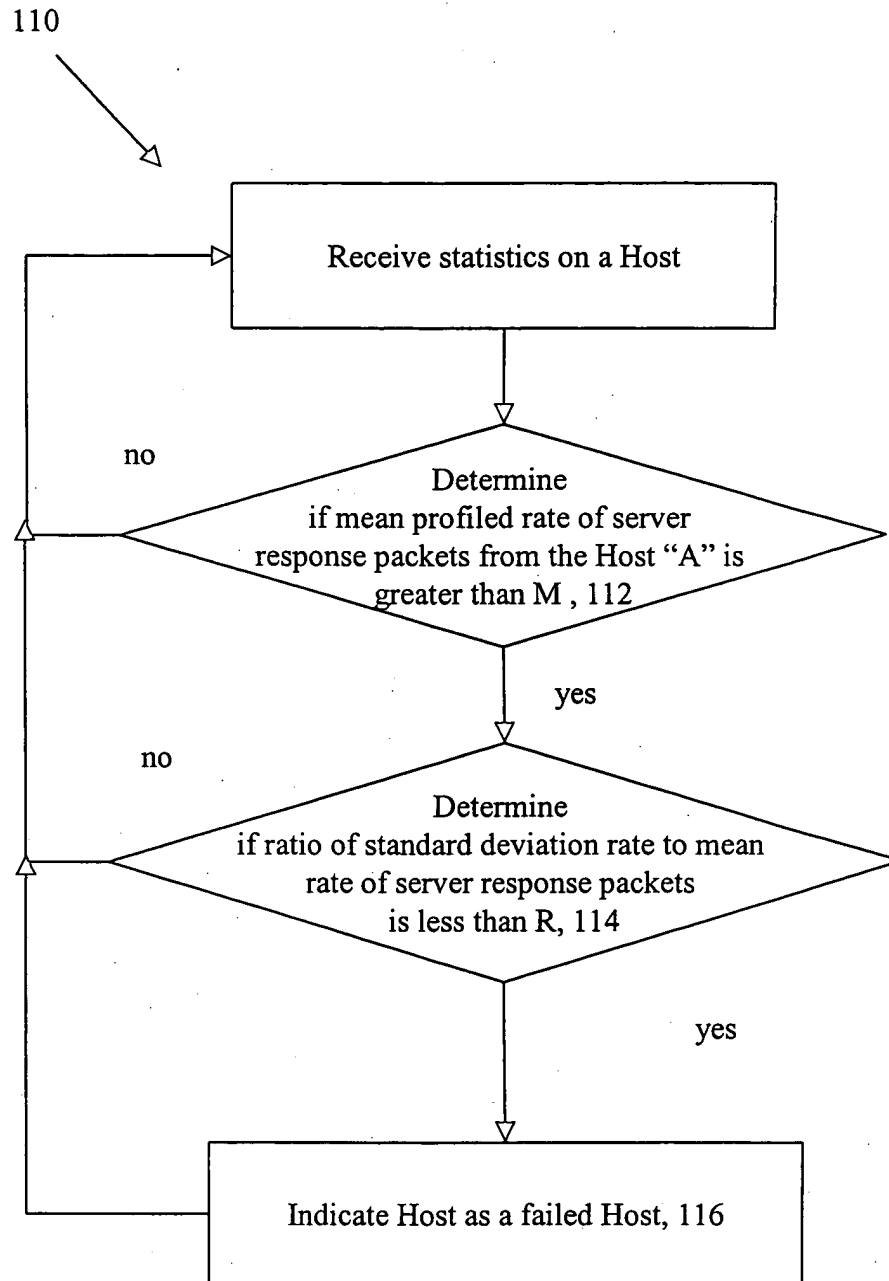 110
Receive statistics on a Host
no
Determine
if mean profiled rate of server
response packets from the Host “A” is
greater than M , 112
yes
no
Determine
if ratio of standard deviation rate to mean
rate of server response packets
is less than R, 114
yes
Indicate Host as a failed Host, 116